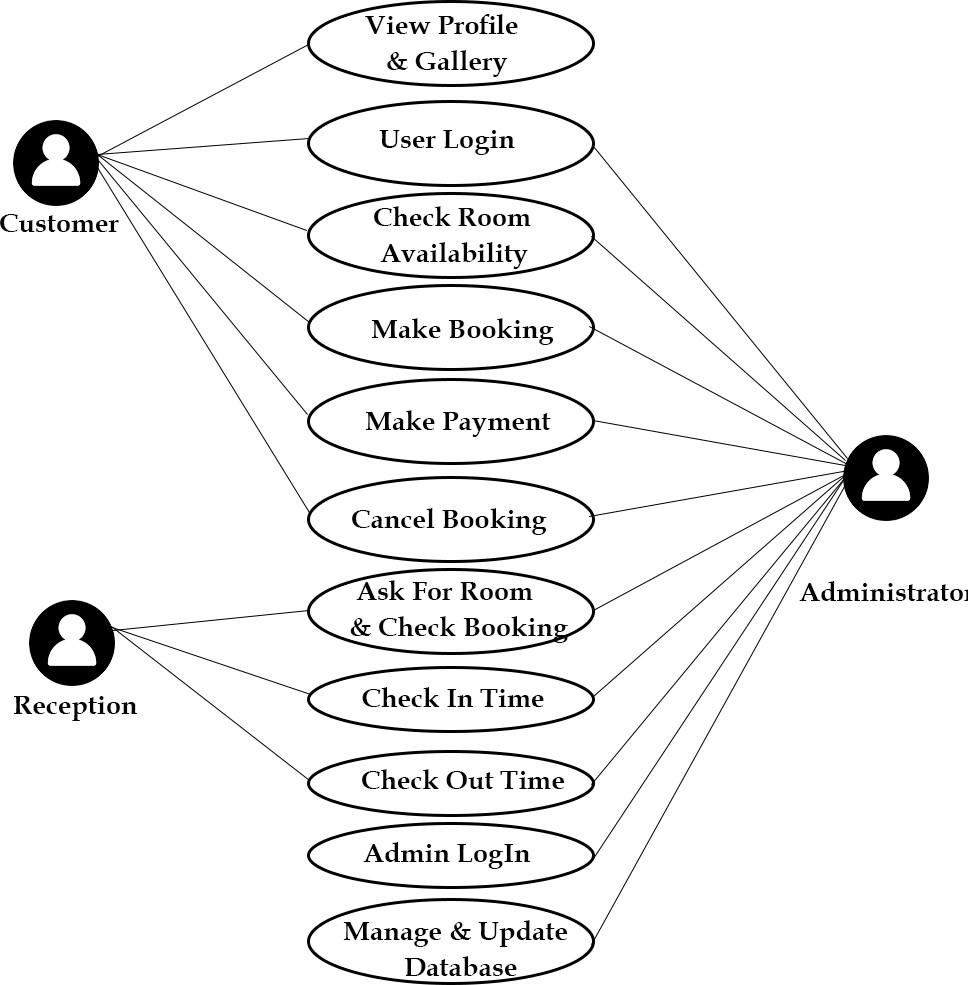 View Profile
& Gallery
User Login
Customer
Check Room
Availability
Make Booking
Make Payment
Cancel Booking
Administrator
Ask For Room
& Check Booking
Reception
Check In Time
Check Out Time
Admin LogIn
Manage & Update
Database